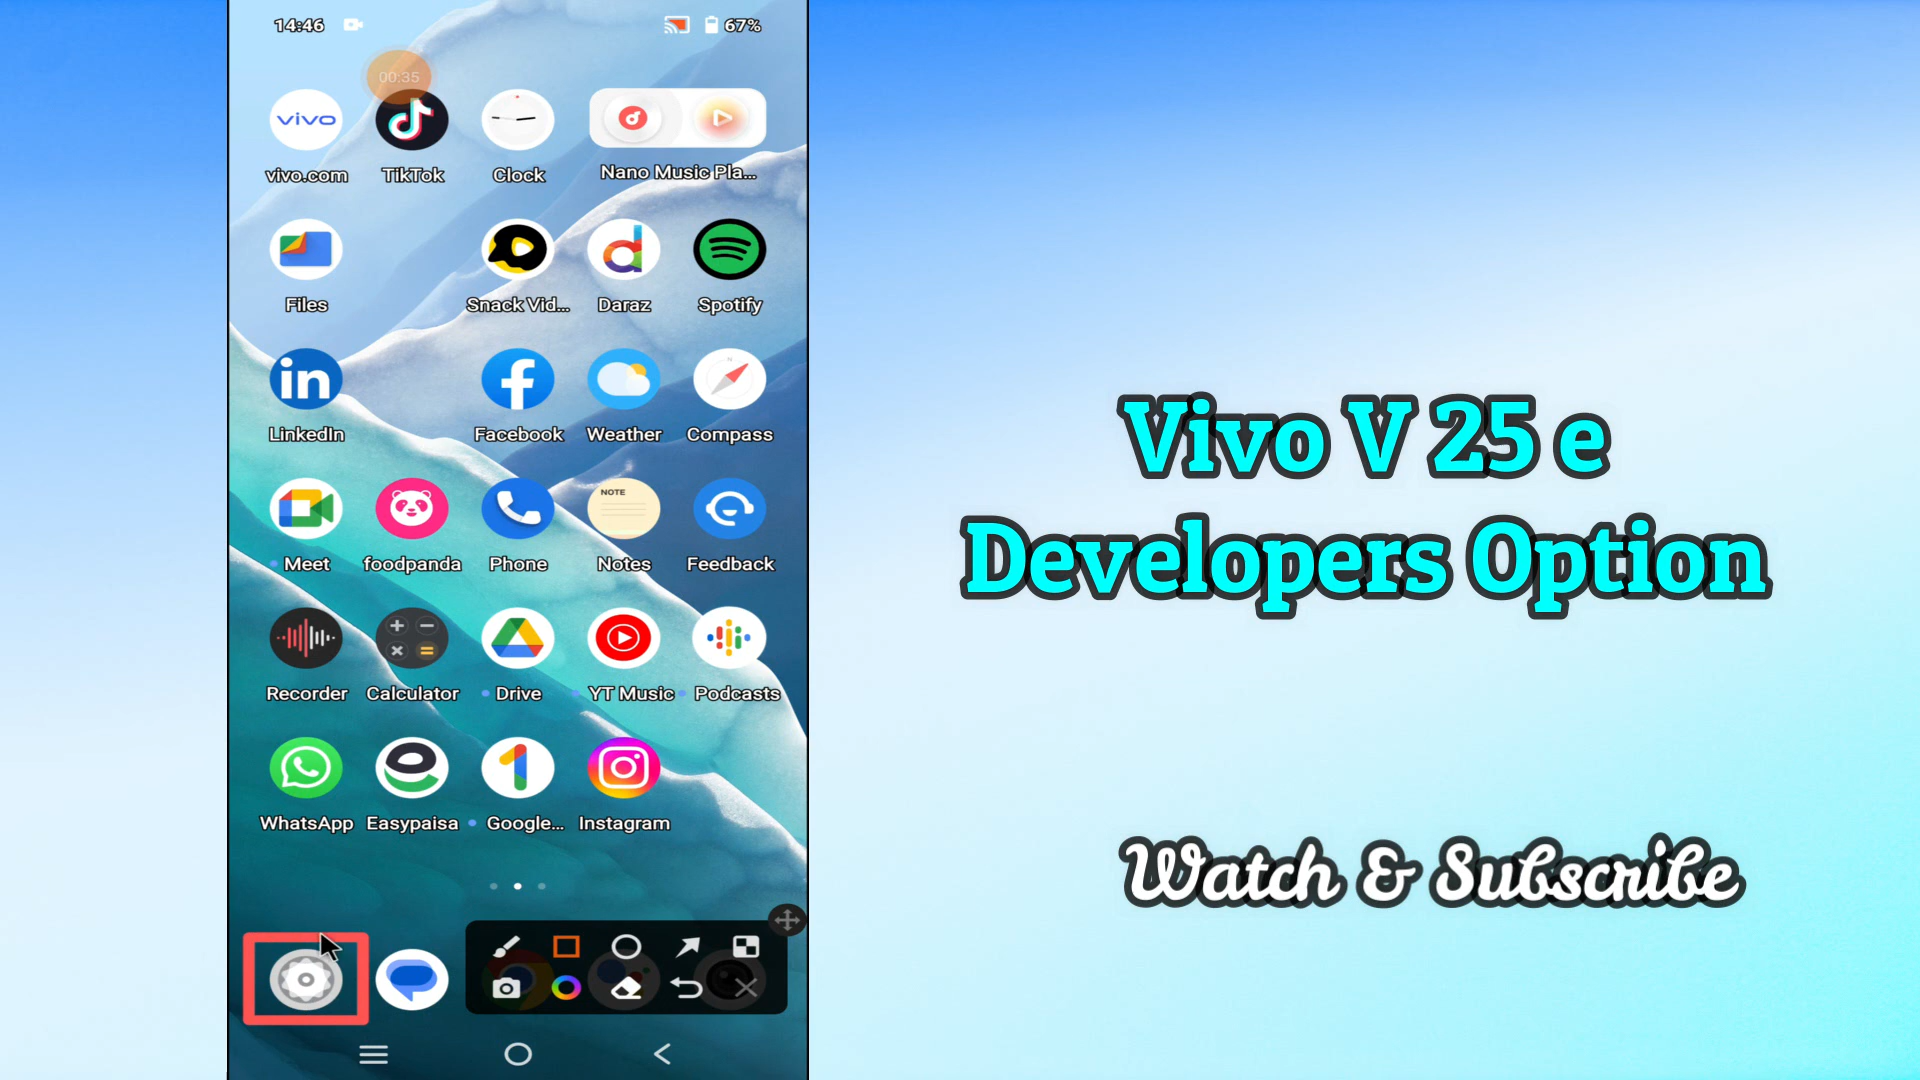 14:46
67%
00:35
vivo
vivo.com
TikTok
Clock
Nano Music Pla...
Files
Snack Vid...
Daraz
Spotify
in
LinkedIn
Facebook
Weather
N
Compass
NOTE
Meet
foodpanda
Phone
Notes
Feedback
Recorder
Calculator
Drive
YT Music
Podcasts
WhatsApp
Easypaisa
Google...
Instagram
Vivo V 25 e
Developers Option
Watch & Subscribe